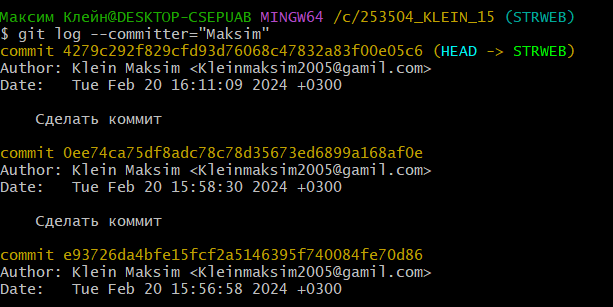 Максим Клейн@DESKTOP-CSEPUAB MINGW64 /c/253504_KLEIN_15 (STRWEB)
$ git log --committer="Maksim"
commit 4279c292f829cfd93d76068c47832a83f00e05c6 (HEAD -> STRWEB)
Author: Klein Maksim <Kleinmaksim2005@gamil.com>
Date:   Tue Feb 20 16:11:09 2024 +0300
    Сделать коммит
commit 0ee74ca75df8adc78c78d35673ed6899a168af0e
Author: Klein Maksim <Kleinmaksim2005@gamil.com>
Date:   Tue Feb 20 15:58:30 2024 +0300
    Сделать коммит
commit e93726da4bfe15fcf2a5146395f740084fe70d86
Author: Klein Maksim <Kleinmaksim2005@gamil.com>
Date:   Tue Feb 20 15:56:58 2024 +0300